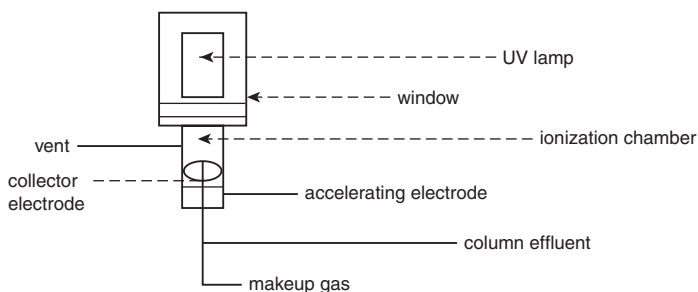 UV lamp
window
ionization chamber
vent
collector
electrode
accelerating electrode
column effluent
makeup gas